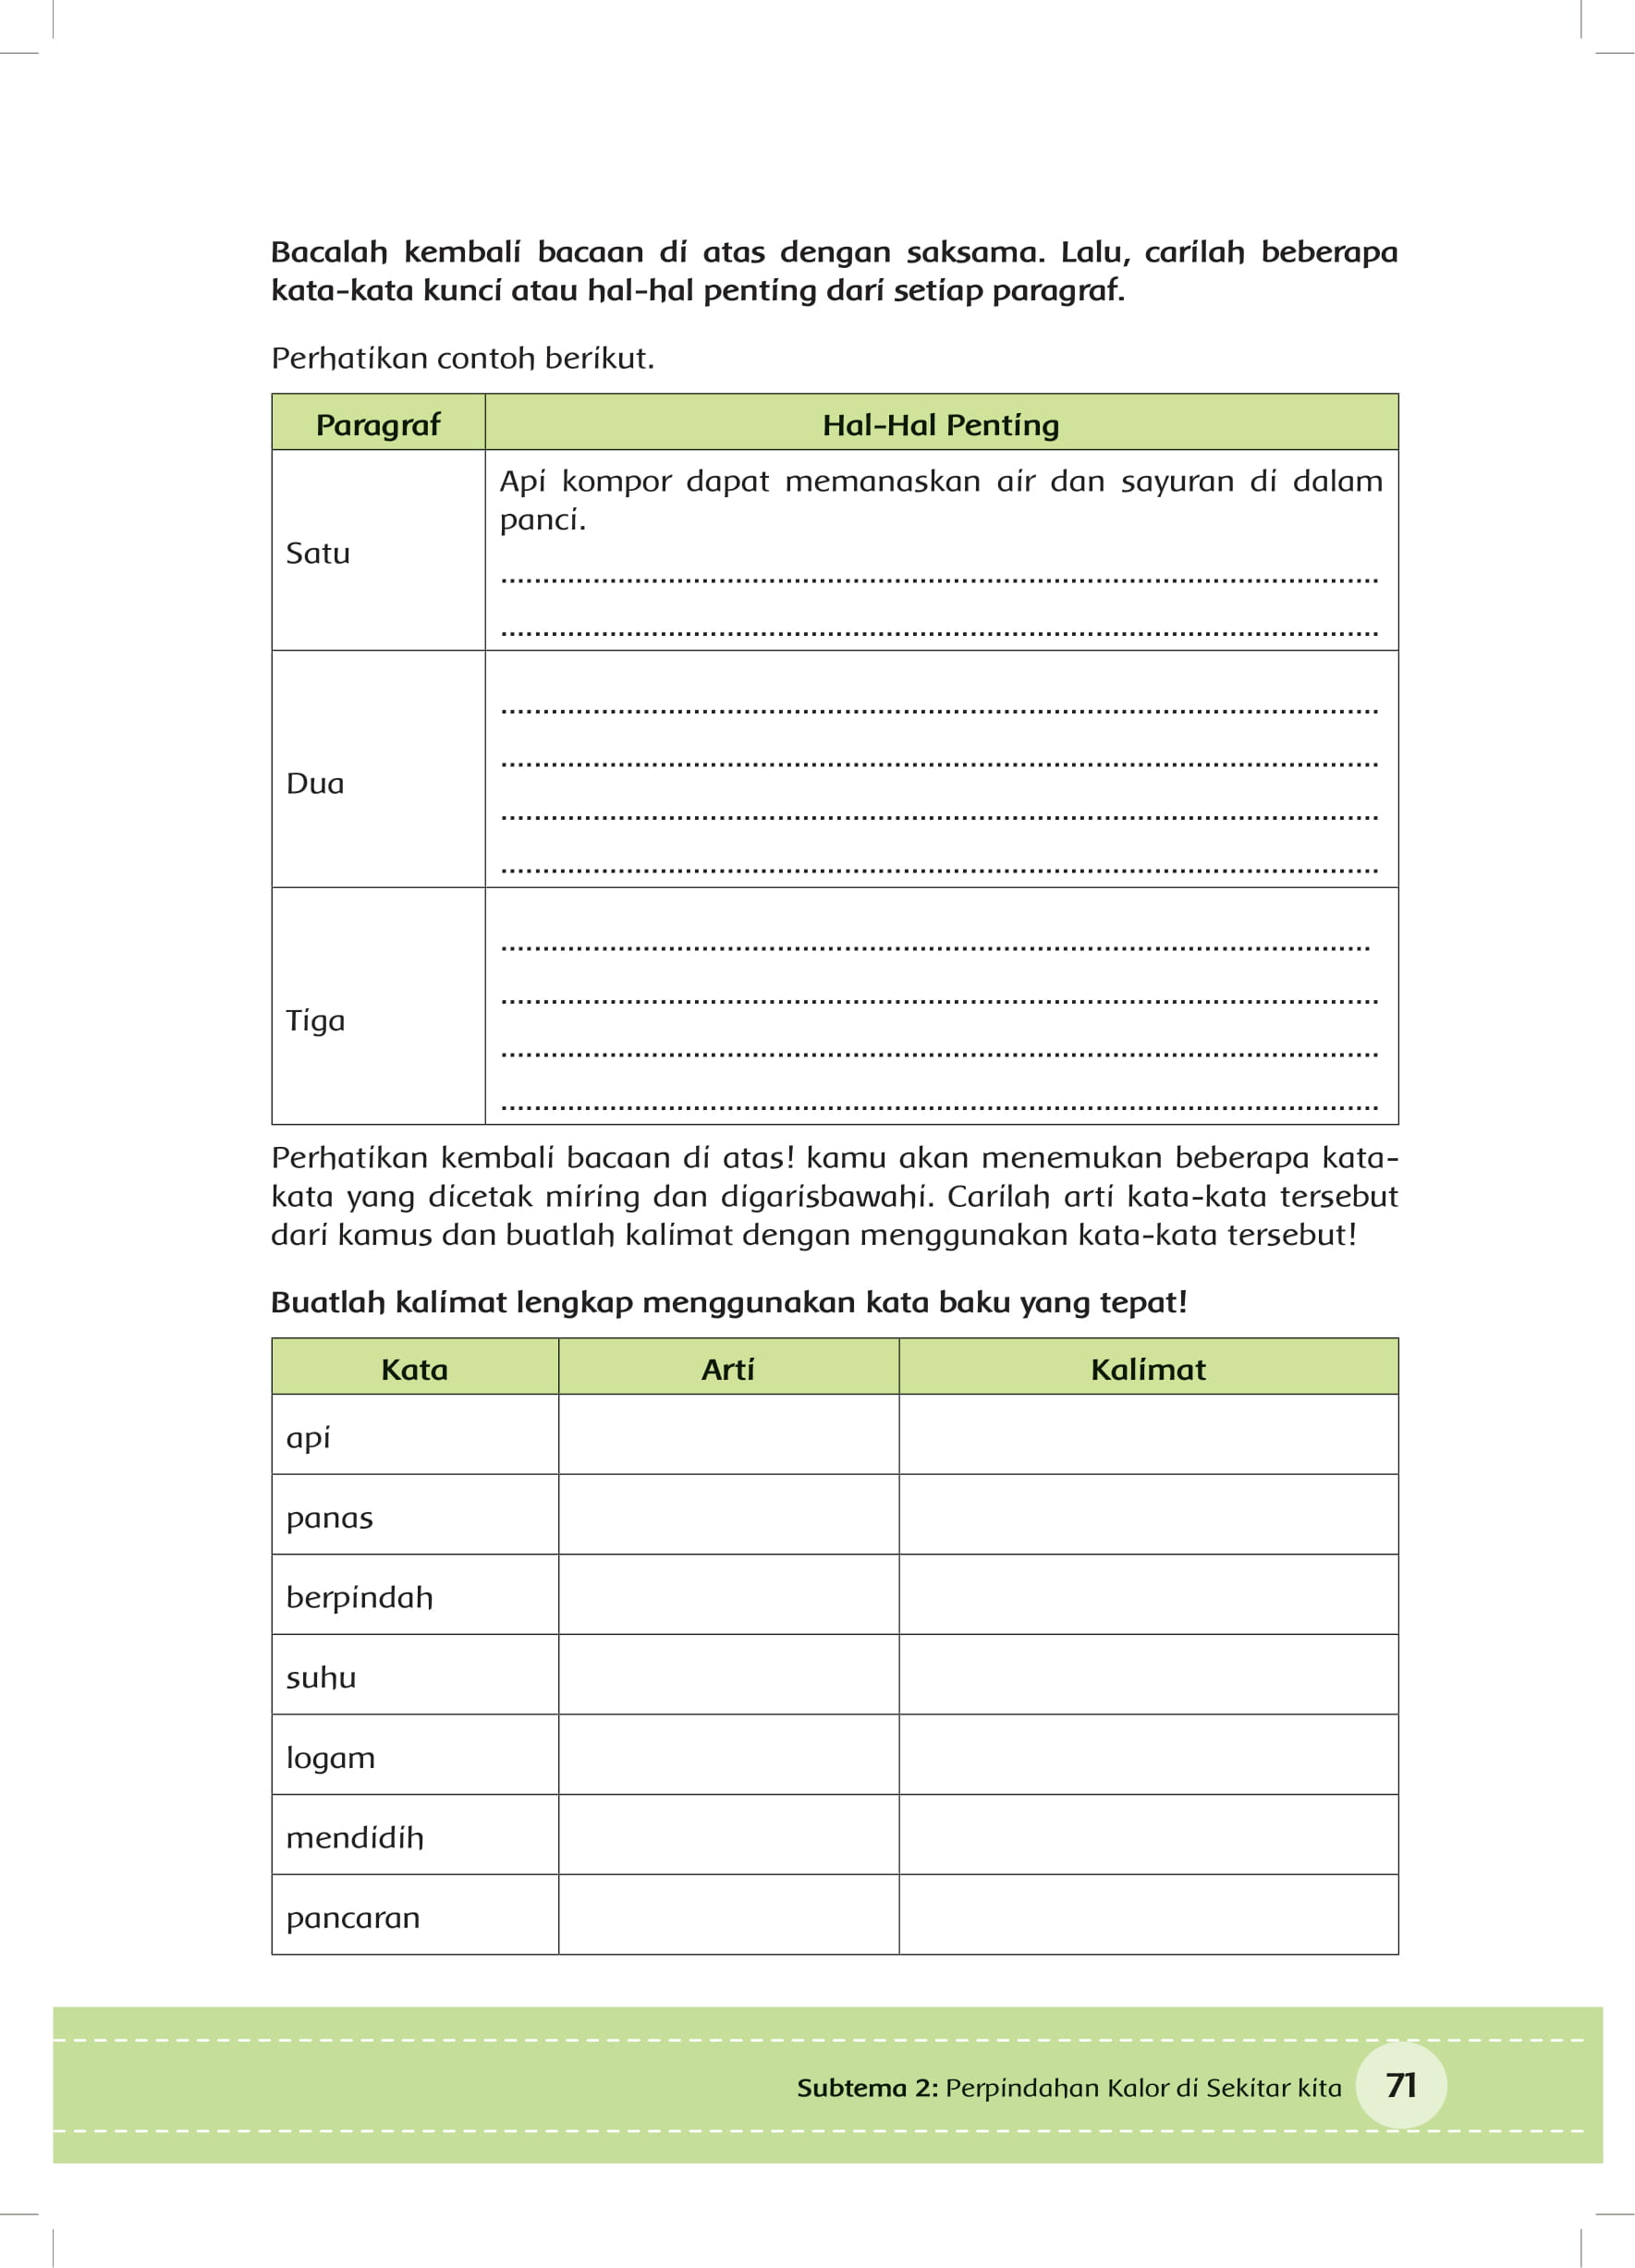 Bacalah kembali bacaan di atas dengan saksama. Lalu, carilah beberapa
kata-kata kunci atau hal-hal penting dari setiap paragraf.
Perhatikan contoh berikut.
Paragraf Hal-Hal Penting
Satu
Api kompor dapat memanaskan air dan sayuran di dalam
panci.
Dua
Tiga
Perhatikan kembali bacaan di atas! kamu akan menemukan beberapa kata-
kata yang dicetak miring dan digarisbawahi. Carilah arti kata-kata tersebut
dari kamus dan buatlah kalimat dengan menggunakan kata-kata tersebut!
Buatlah kalimat lengkap menggunakan kata baku yang tepat!
Kata Arti Kalimat
api
panas
berpindah
suhu
logam
mendidih
pancaran
Subtema 2: Perpindahan Kalor di Sekitar kita 71